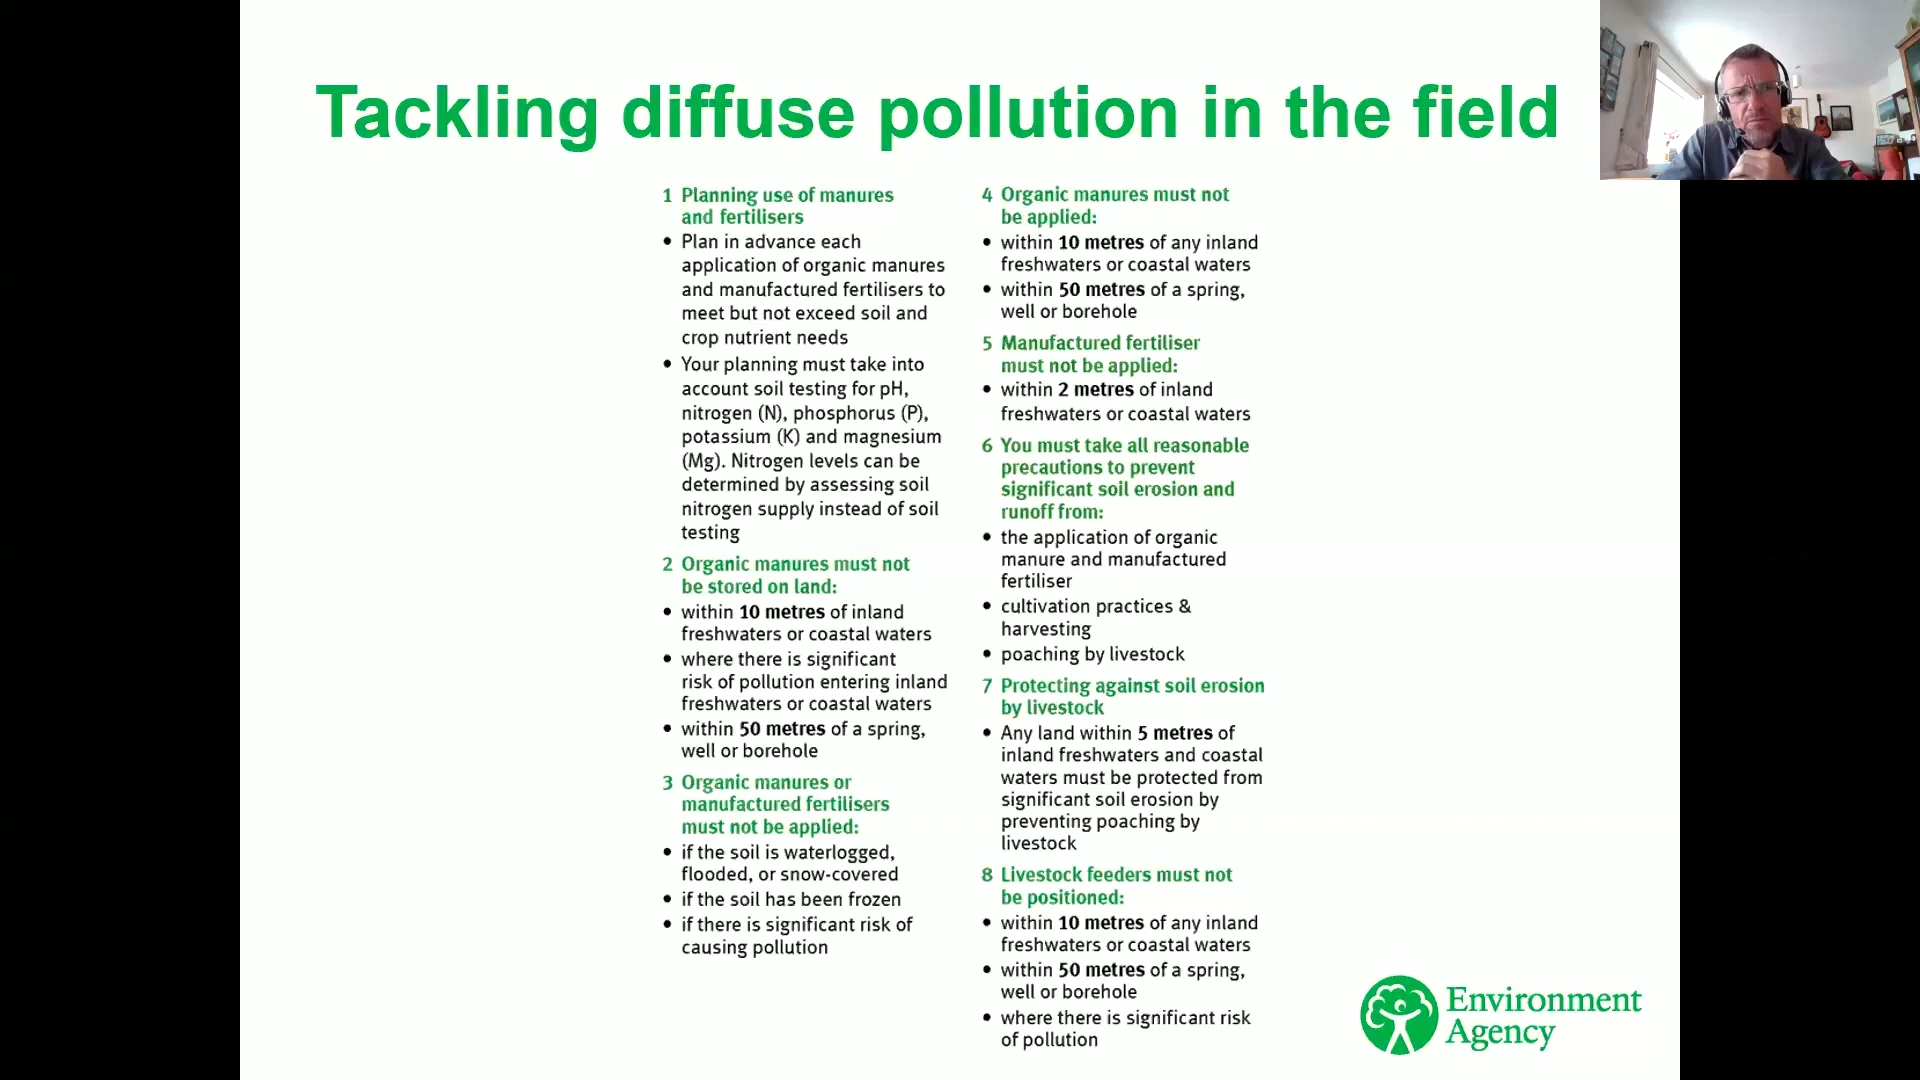 Tackling diffuse pollution in the field
1 Planning use of manures
and fertilisers
• Plan in advance each
application of organic manures
and manufactured fertilisers to
meet but not exceed soil and
crop nutrient needs
• Your planning must take into
account soil testing for pH,
nitrogen (N), phosphorus (P),
potassium (K) and magnesium
(Mg). Nitrogen levels can be
determined by assessing soil
nitrogen supply instead of soil
testing
2 Organic manures must not
be stored on land:
• within 10 metres of inland
freshwaters or coastal waters
• where there is significant
risk of pollution entering inland
freshwaters or coastal waters
• within 50 metres of a spring,
well or borehole
3 Organic manures or
manufactured fertilisers
must not be applied:
• if the soil is waterlogged,
flooded, or snow-covered
• if the soil has been frozen
• if there is significant risk of
causing pollution
4 Organic manures must not
be applied:
• within 10 metres of any inland
freshwaters or coastal waters
• within 50 metres of a spring,
well or borehole
5 Manufactured fertiliser
must not be applied:
• within 2 metres of inland
freshwaters or coastal waters
6 You must take all reasonable
precautions to prevent
significant soil erosion and
runoff from:
• the application of organic
manure and manufactured
fertiliser
• cultivation practices &
harvesting
• poaching by livestock
7 Protecting against soil erosion
by livestock
• Any land within 5 metres of
inland freshwaters and coastal
waters must be protected from
significant soil erosion by
preventing poaching by
livestock
8 Livestock feeders must not
be positioned:
• within 10 metres of any inland
freshwaters or coastal waters
• within 50 metres of a spring,
well or borehole
• where there is significant risk
of pollution
Environment
Agency